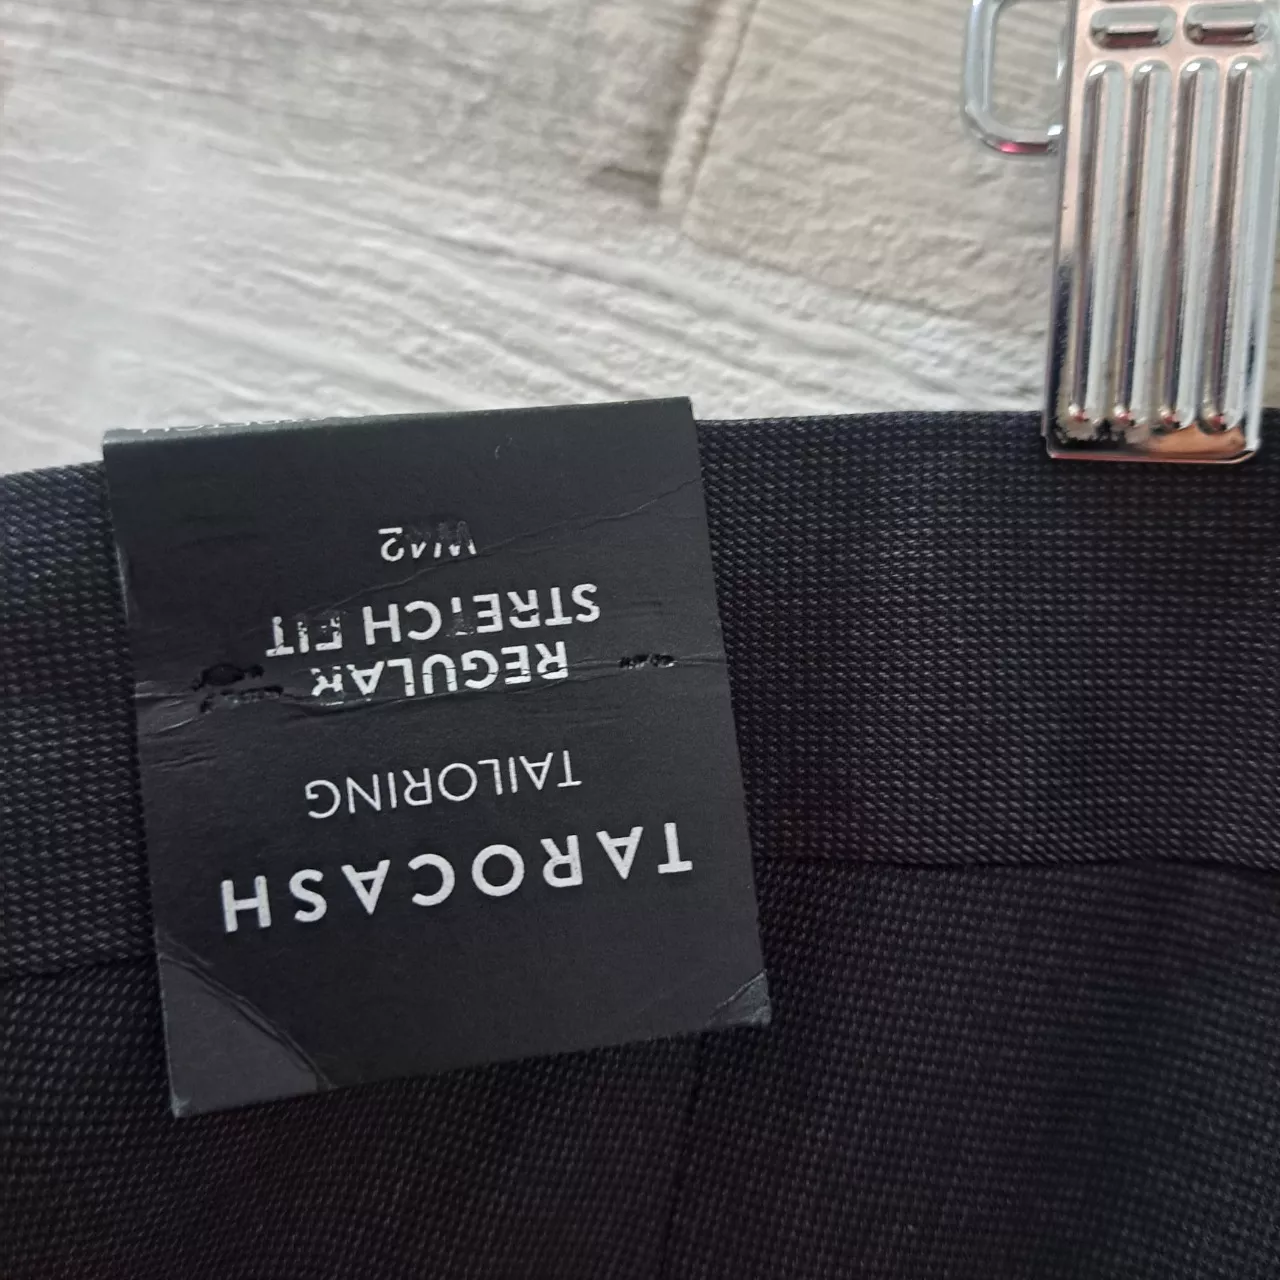 TAROCASH
TAILORING
REGULAR
STRETCH FIT
W42